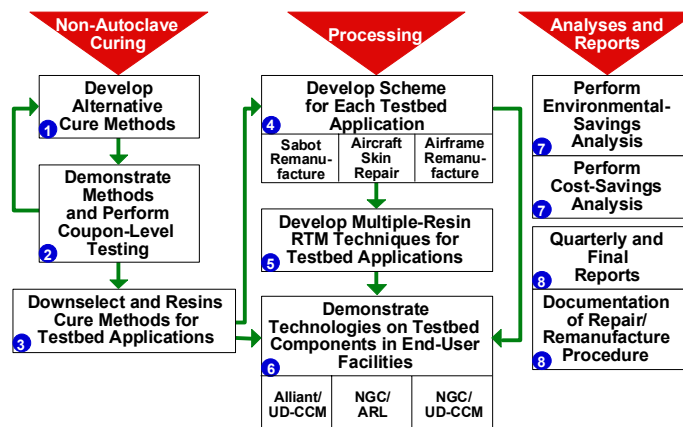 Non-Autoclave
Curing
Develop
Alternative
Cure Methods
1
Demonstrate
Methods
and Perform
Coupon-Level
Testing
2
Downselect and Resins
Cure Methods for
Testbed Applications
3
Processing
Develop Scheme
for Each Testbed
Application
4
Sabot
Remanu-
facture
Aircraft
Skin
Repair
Airframe
Remanu-
facture
Develop Multiple-Resin
RTM Techniques for
Testbed Applications
5
Demonstrate
Technologies on Testbed
Components in End-User
Facilities
6
Alliant/
UD-CCM
NGC/
ARL
NGC/
UD-CCM
Analyses and
Reports
Perform
Environmental-
Savings
Analysis
7
Perform
Cost-Savings
Analysis
7
Quarterly and
Final
Reports
8
Documentation
of Repair/
Remanufacture
Procedure
8